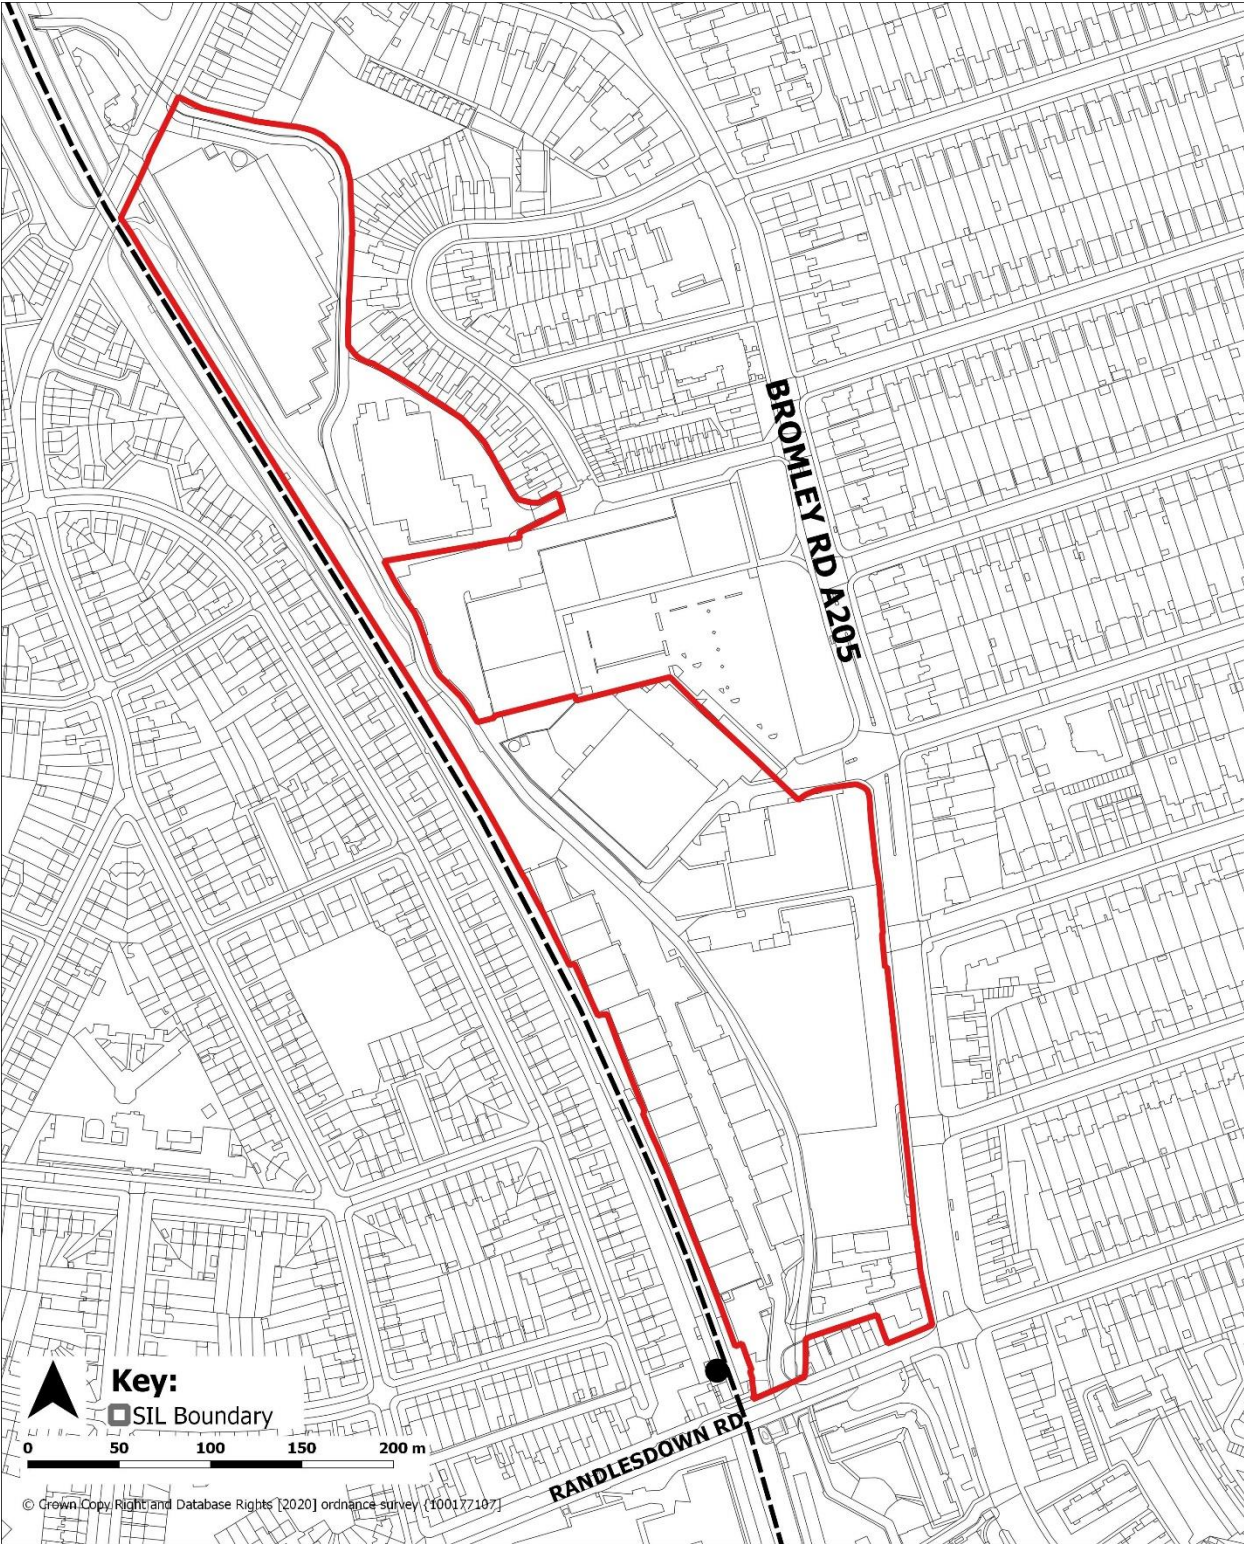 BROMLEY RD A205
Key:
SIL Boundary
0 50 100 150 200 m
RANDLESDOWN RD
© Crown Copy Right and Database Rights [2020] ordnance survey (100177107]